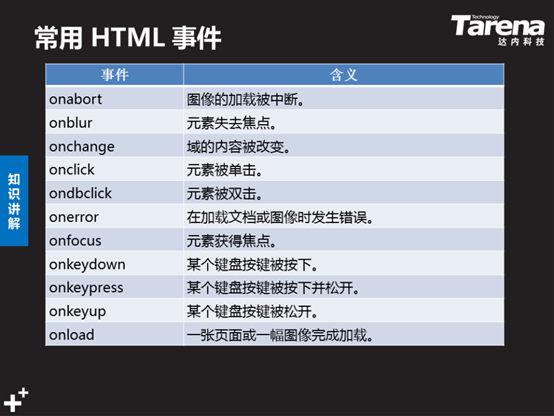 常用 HTML 事件
Technology
Tarena
达内科技
知识讲解
事件 含义
onabort 图像的加载被中断。
onblur 元素失去焦点。
onchange 域的内容被改变。
onclick 元素被单击。
ondbclick 元素被双击。
onerror 在加载文档或图像时发生错误。
onfocus 元素获得焦点。
onkeydown 某个键盘按键被按下。
onkeypress 某个键盘按键被按下并松开。
onkeyup 某个键盘按键被松开。
onload 一张页面或一幅图像完成加载。